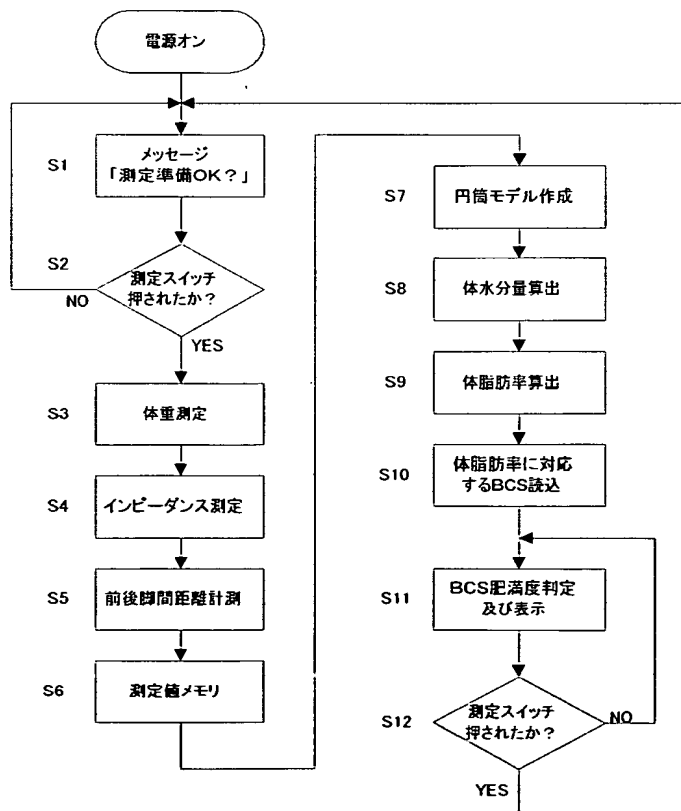 電源オン
S1
メッセージ
「測定準備OK?」
S2
測定スイッチ
押されたか?
NO
YES
S3
体重測定
S4
インピーダンス測定
S5
前後脚間距離計測
S6
測定値メモリ
S7
円筒モデル作成
S8
体水分量算出
S9
体脂肪率算出
S10
体脂肪率に対応
するBCS読込
S11
BCS肥満度判定
及び表示
S12
測定スイッチ
押されたか?
NO
YES